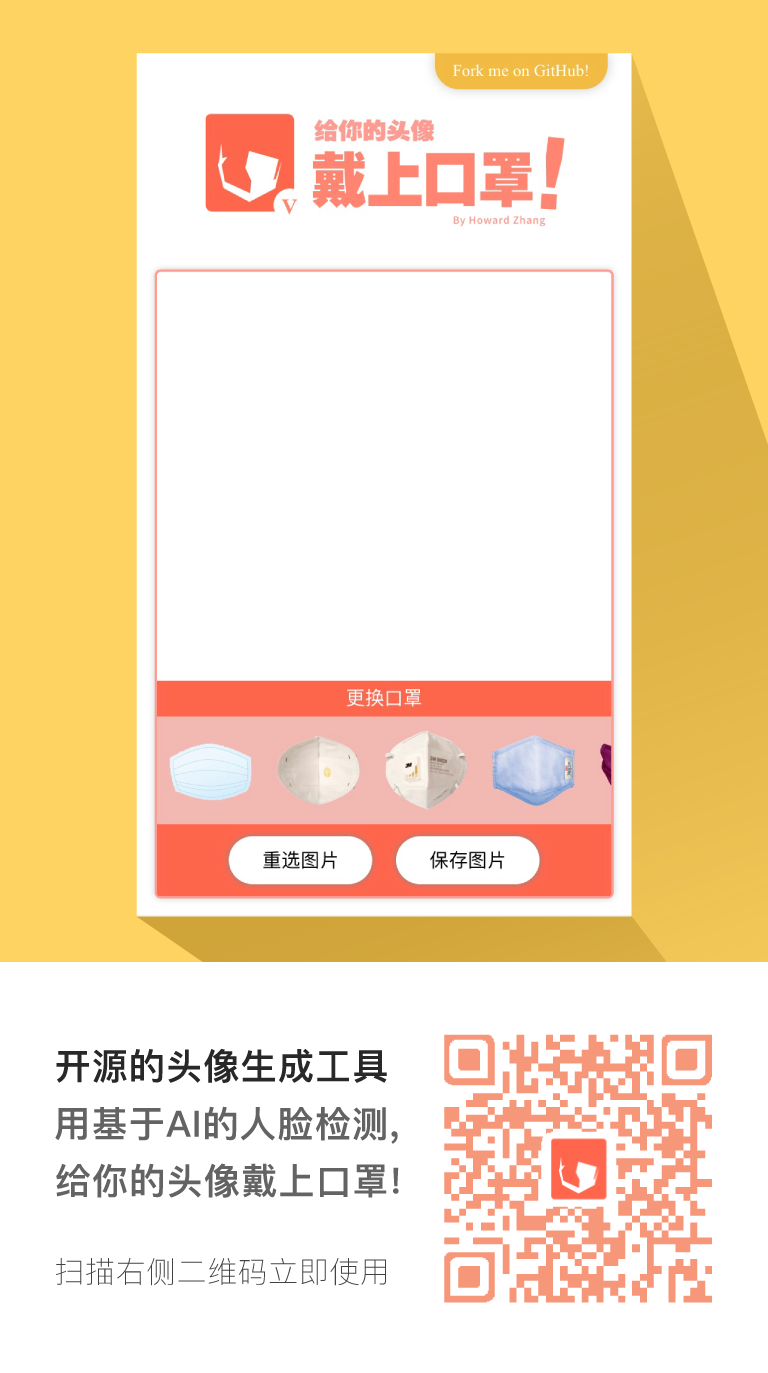 Fork me on GitHub!
给你的头像
戴上口罩!
V
By Howard Zhang
更换口罩
3M
重选图片
保存图片
开源的头像生成工具
用基于AI的人脸检测,
给你的头像戴上口罩!
扫描右侧二维码立即使用